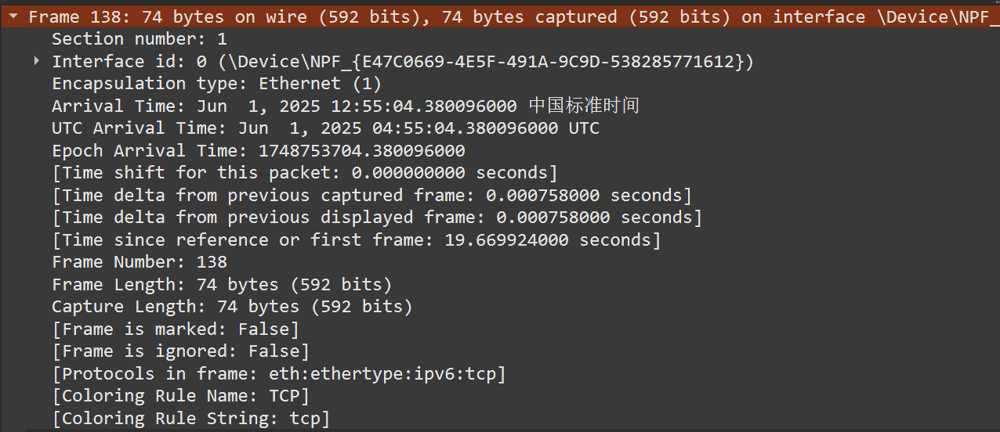 Frame 138: 74 bytes on wire (592 bits), 74 bytes captured (592 bits) on interface \Device\NPF_
Section number: 1
Interface id: 0 (\Device\NPF_{E47C0669-4E5F-491A-9C9D-538285771612})
Encapsulation type: Ethernet (1)
Arrival Time: Jun  1, 2025 12:55:04.380096000 中国标准时间
UTC Arrival Time: Jun  1, 2025 04:55:04.380096000 UTC
Epoch Arrival Time: 1748753704.380096000
[Time shift for this packet: 0.000000000 seconds]
[Time delta from previous captured frame: 0.000758000 seconds]
[Time delta from previous displayed frame: 0.000758000 seconds]
[Time since reference or first frame: 19.669924000 seconds]
Frame Number: 138
Frame Length: 74 bytes (592 bits)
Capture Length: 74 bytes (592 bits)
[Frame is marked: False]
[Frame is ignored: False]
[Protocols in frame: eth:ethertype:ipv6:tcp]
[Coloring Rule Name: TCP]
[Coloring Rule String: tcp]